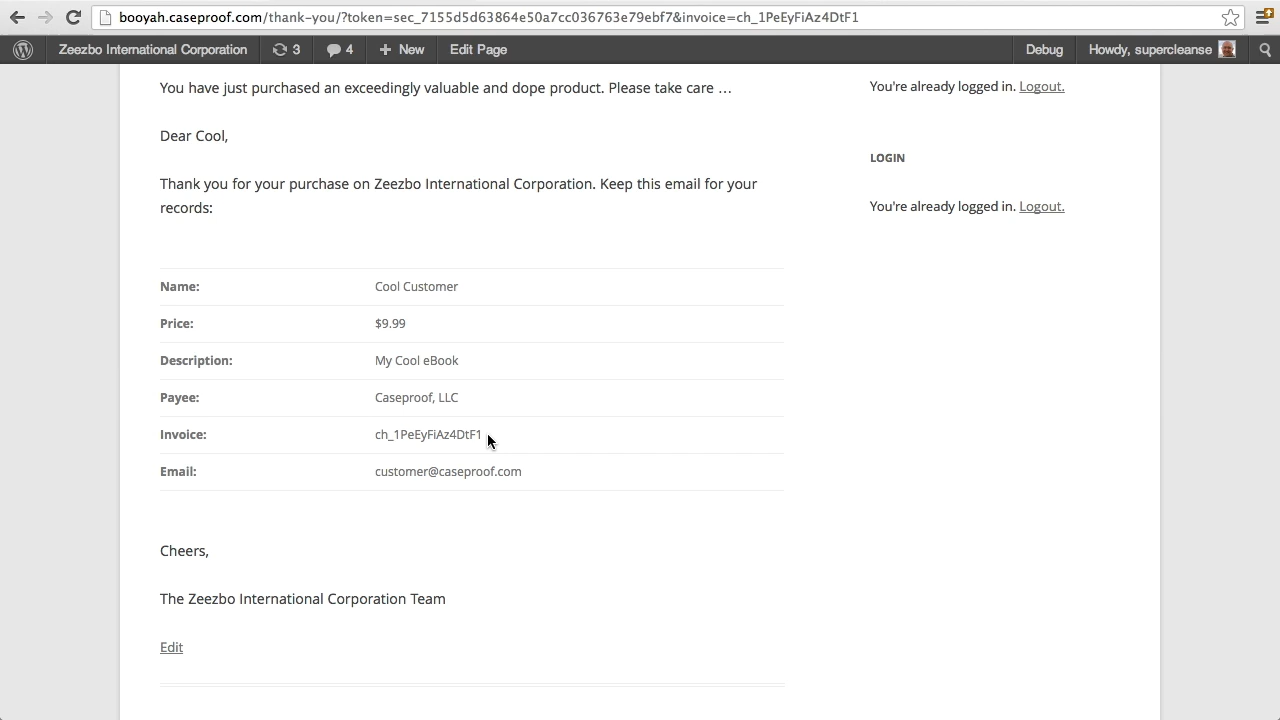 booyah.caseproof.com/thank-you/?token=sec_7155d5d63864e50a7cc036763e79ebf7&invoice=ch_1PeEyFiAz4DtF1
Zeezbo International Corporation 3 4 New Edit Page Debug Howdy, supercleanse
You have just purchased an exceedingly valuable and dope product. Please take care …
Dear Cool,
Thank you for your purchase on Zeezbo International Corporation. Keep this email for your
records:
Name: Cool Customer
Price: $9.99
Description: My Cool eBook
Payee: Caseproof, LLC
Invoice: ch_1PeEyFiAz4DtF1
Email: customer@caseproof.com
Cheers,
The Zeezbo International Corporation Team
Edit
You're already logged in. Logout.
LOGIN
You're already logged in. Logout.